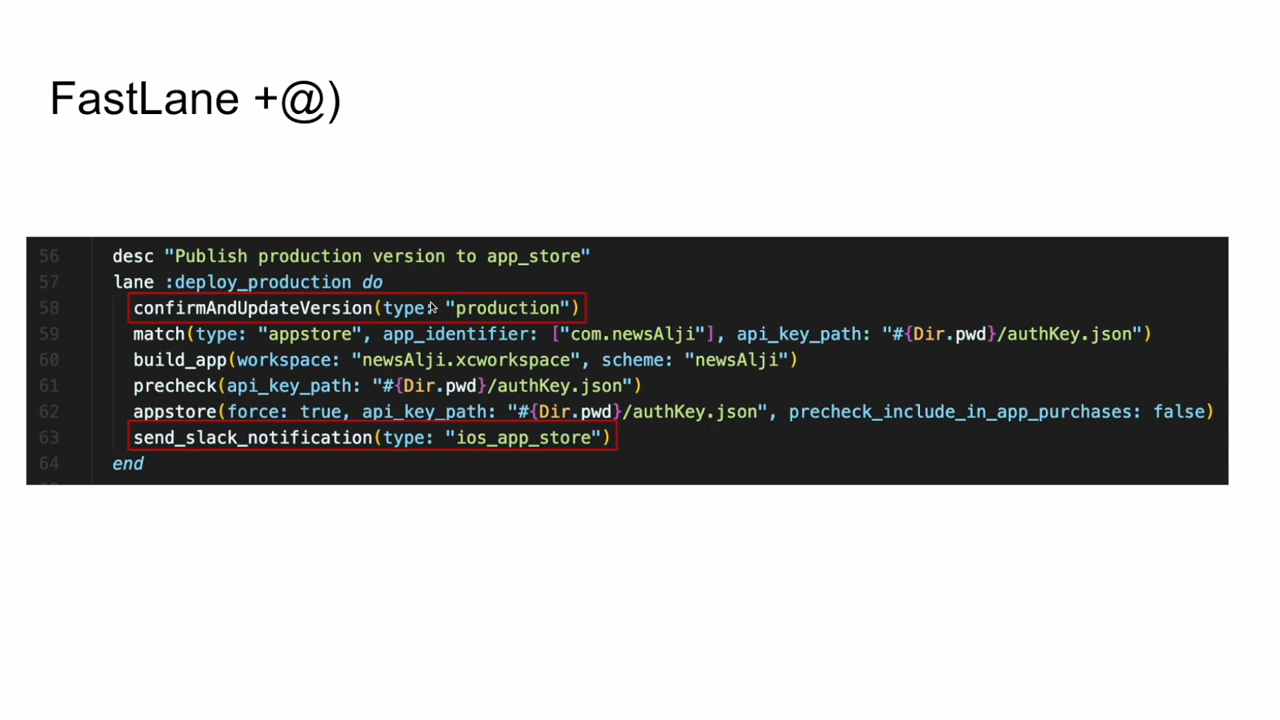 FastLane +@)
56 desc "Publish production version to app_store"
57 lane :deploy_production do
58 confirmAndUpdateVersion(type: "production")
59 match(type: "appstore", app_identifier: ["com.newsAlji"], api_key_path: "#{Dir.pwd}/authKey.json")
60 build_app(workspace: "newsAlji.xcworkspace", scheme: "newsAlji")
61 precheck(api_key_path: "#{Dir.pwd}/authKey.json")
62 appstore(force: true, api_key_path: "#{Dir.pwd}/authKey.json", precheck_include_in_app_purchases: false)
63 send_slack_notification(type: "ios_app_store")
64 end